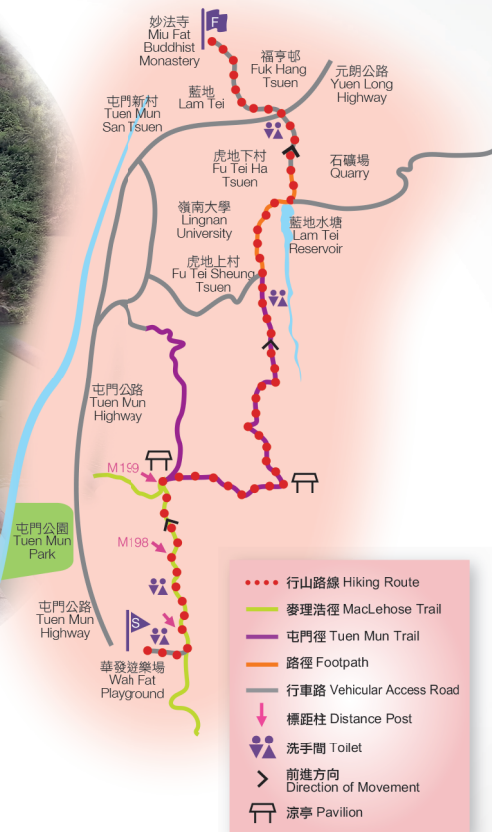 妙法寺
Miu Fat
Buddhist
Monastery
F
福亨邨
Fuk Hang
Tsuen
元朗公路
Yuen Long
Highway
藍地
Lam Tei
屯門新村
Tuen Mun
San Tsuen
虎地下村
Fu Tei Ha
Tsuen
石礦場
Quarry
嶺南大學
Lingnan
University
藍地水塘
Lam Tei
Reservoir
虎地上村
Fu Tei Sheung
Tsuen
屯門公路
Tuen Mun
Highway
M199
屯門公園
Tuen Mun
Park
M198
屯門公路
Tuen Mun
Highway
S
華發遊樂場
Wah Fat
Playground
行山路線 Hiking Route
麥理浩徑 MacLehose Trail
屯門徑 Tuen Mun Trail
路徑 Footpath
行車路 Vehicular Access Road
標距柱 Distance Post
洗手間 Toilet
前進方向
Direction of Movement
涼亭 Pavilion